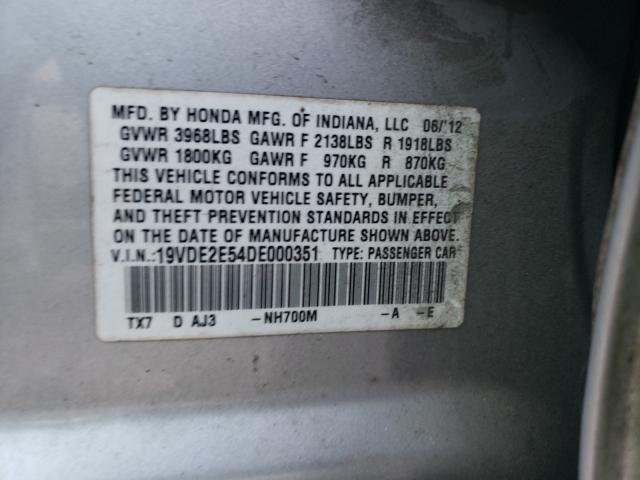 MFD. BY HONDA MFG. OF INDIANA, LLC 06/'12
GVWR 3968LBS GAWR F 2138LBS R 1918LBS
GVWR 1800KG GAWR F 970KG R 870KG
THIS VEHICLE CONFORMS TO ALL APPLICABLE
FEDERAL MOTOR VEHICLE SAFETY, BUMPER,
AND THEFT PREVENTION STANDARDS IN EFFECT
ON THE DATE OF MANUFACTURE SHOWN ABOVE.
V.I.N.:19VDE2E54DE000351 TYPE: PASSENGER CAR
TX7 D AJ3 -NH700M -A -E